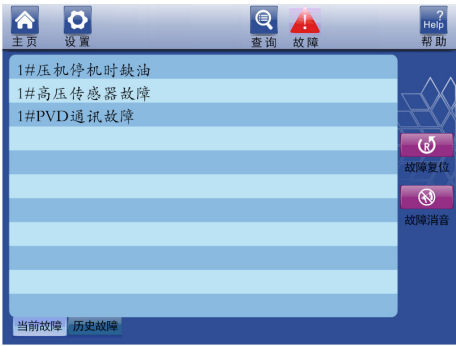 主页 设置 查询 故障 Help? 帮助
1#压机停机时缺油
1#高压传感器故障
1#PVD通讯故障
R
故障复位
故障消音
当前故障 历史故障